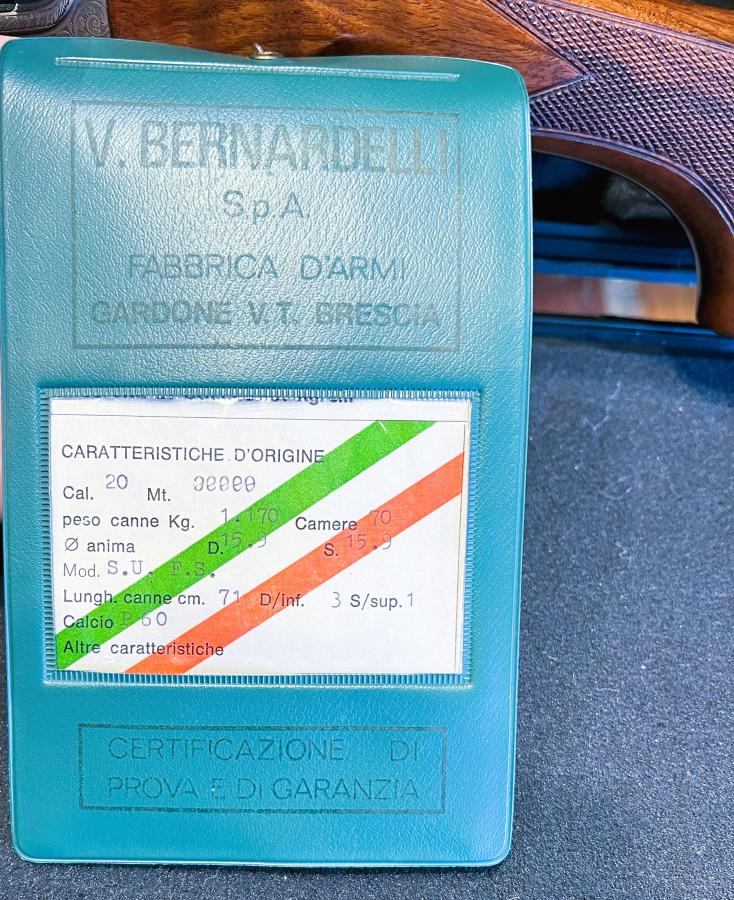 V. BERNARDELLI
S.p.A.
FABBRICA D'ARMI
GARDONE V.T. BRESCIA
CARATTERISTICHE D'ORIGINE
Cal. 20 Mt.
peso canne Kg. 1.170 Camere 70
Ø anima D. 15.9 S. 15.9
Mod. S.U. F.S.
Lungh. canne cm. 71 D/inf. 3 S/sup. 1
Calcio P 60
Altre caratteristiche
CERTIFICAZIONE DI
PROVA E DI GARANZIA